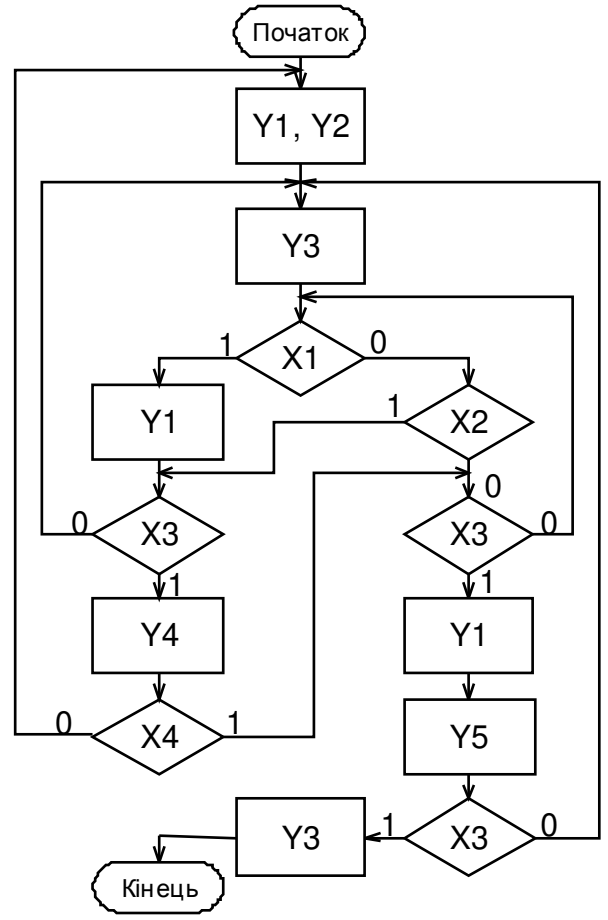 Початок
Y1, Y2
Y3
1 X1 0
Y1
1 X2
0
0 X3
X3 0
1
1
Y4
Y1
0 X4 1
Y5
Y3
1 X3 0
Кінець